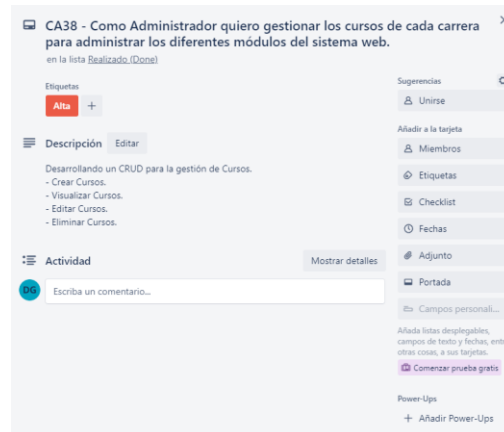 CA38 - Como Administrador quiero gestionar los cursos de cada carrera
para administrar los diferentes módulos del sistema web.
en la lista Realizado (Done)
Etiquetas
Alta +
Descripción Editar
Desarrollando un CRUD para la gestión de Cursos.
- Crear Cursos.
- Visualizar Cursos.
- Editar Cursos.
- Eliminar Cursos.
Actividad Mostrar detalles
DG Escriba un comentario...
Sugerencias
Unirse
Añadir a la tarjeta
Miembros
Etiquetas
Checklist
Fechas
Adjunto
Portada
Campos personali...
Añada listas desplegables,
campos de texto y fechas, entr
otras cosas, a sus tarjetas.
Comenzar prueba gratis
Power-Ups
+ Añadir Power-Ups